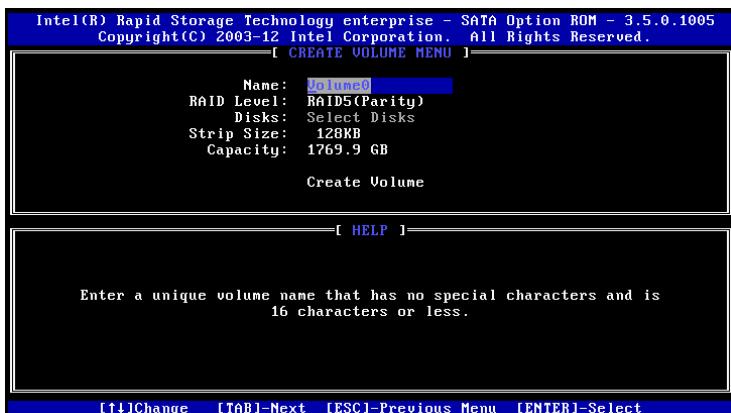 Intel(R) Rapid Storage Technology enterprise - SATA Option ROM - 3.5.0.1005
Copyright(C) 2003-12 Intel Corporation. All Rights Reserved.
[ CREATE VOLUME MENU ]
Name: Volume0
RAID Level: RAID5(Parity)
Disks: Select Disks
Strip Size: 128KB
Capacity: 1769.9 GB
Create Volume
[ HELP ]
Enter a unique volume name that has no special characters and is
16 characters or less.
[↑↓]Change [TAB]-Next [ESC]-Previous Menu [ENTER]-Select